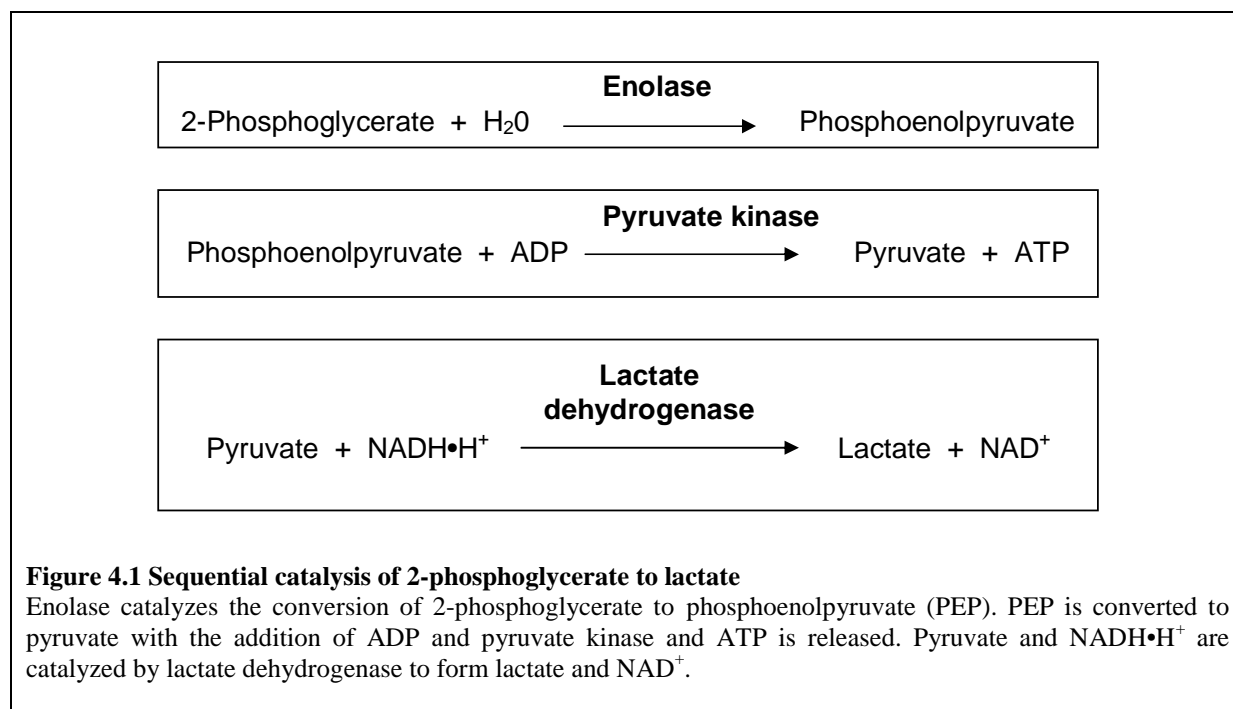 Enolase
2-Phosphoglycerate + H₂0 Phosphoenolpyruvate
Pyruvate kinase
Phosphoenolpyruvate + ADP Pyruvate + ATP
Lactate
dehydrogenase
Pyruvate + NADH•H⁺ Lactate + NAD⁺
Figure 4.1 Sequential catalysis of 2-phosphoglycerate to lactate
Enolase catalyzes the conversion of 2-phosphoglycerate to phosphoenolpyruvate (PEP). PEP is converted to
pyruvate with the addition of ADP and pyruvate kinase and ATP is released. Pyruvate and NADH•H⁺ are
catalyzed by lactate dehydrogenase to form lactate and NAD⁺.